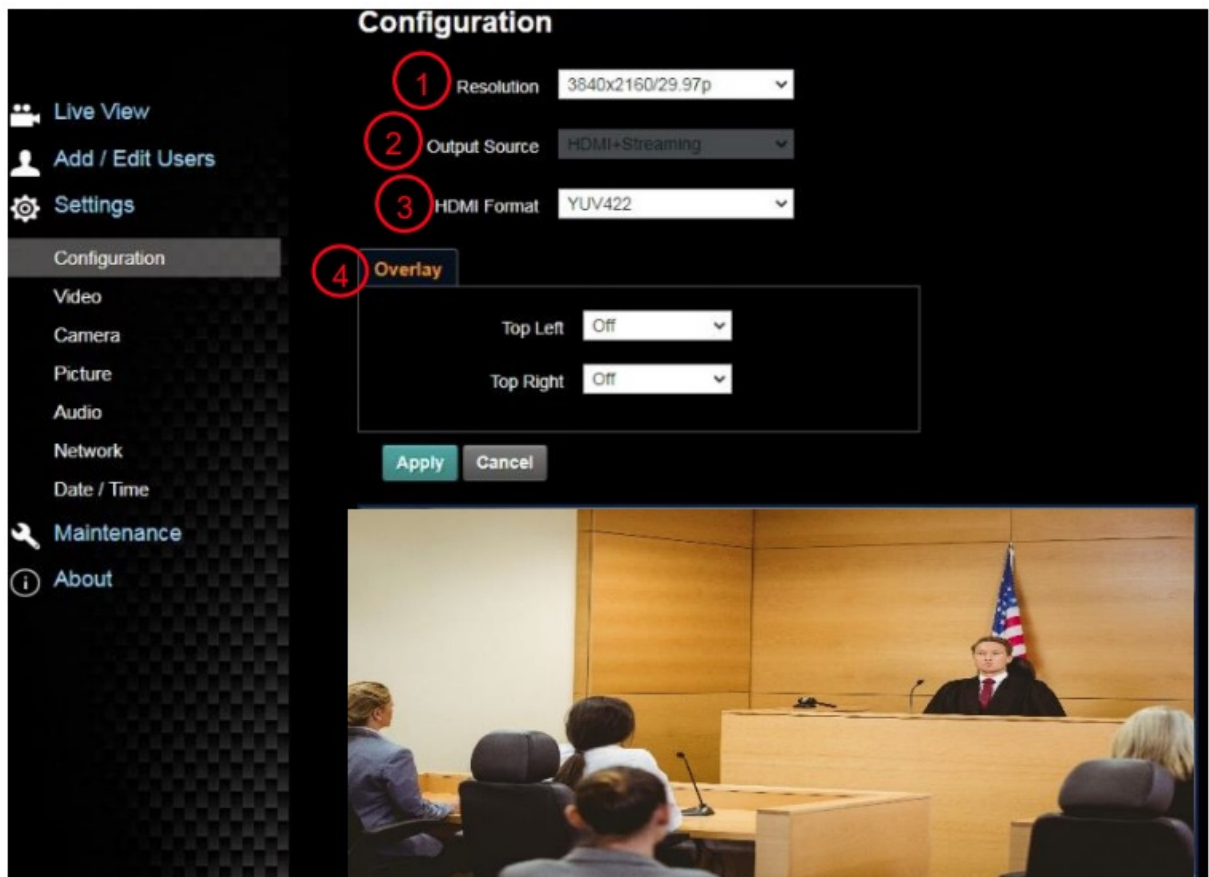 Configuration
1 Resolution 3840x2160/29.97p
2 Output Source HDMI+Streaming
3 HDMI Format YUV422
4 Overlay
Top Left Off
Top Right Off
Apply Cancel
Live View
Add / Edit Users
Settings
Configuration
Video
Camera
Picture
Audio
Network
Date / Time
Maintenance
About